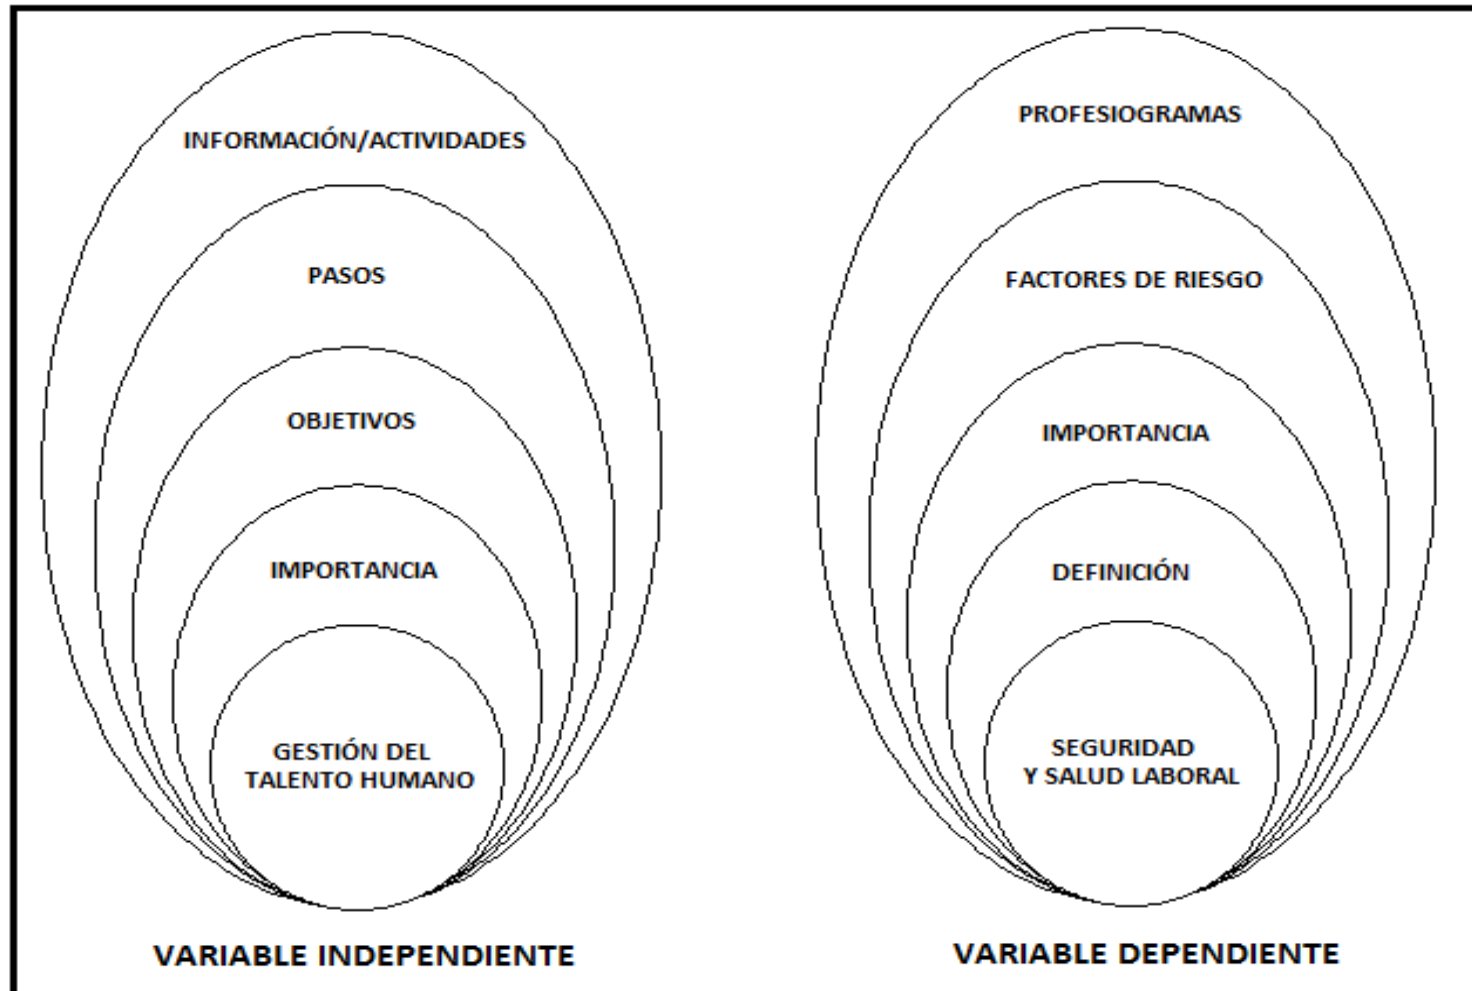 INFORMACIÓN/ACTIVIDADES
PASOS
OBJETIVOS
IMPORTANCIA
GESTIÓN DEL
TALENTO HUMANO
VARIABLE INDEPENDIENTE
PROFESIOGRAMAS
FACTORES DE RIESGO
IMPORTANCIA
DEFINICIÓN
SEGURIDAD
Y SALUD LABORAL
VARIABLE DEPENDIENTE